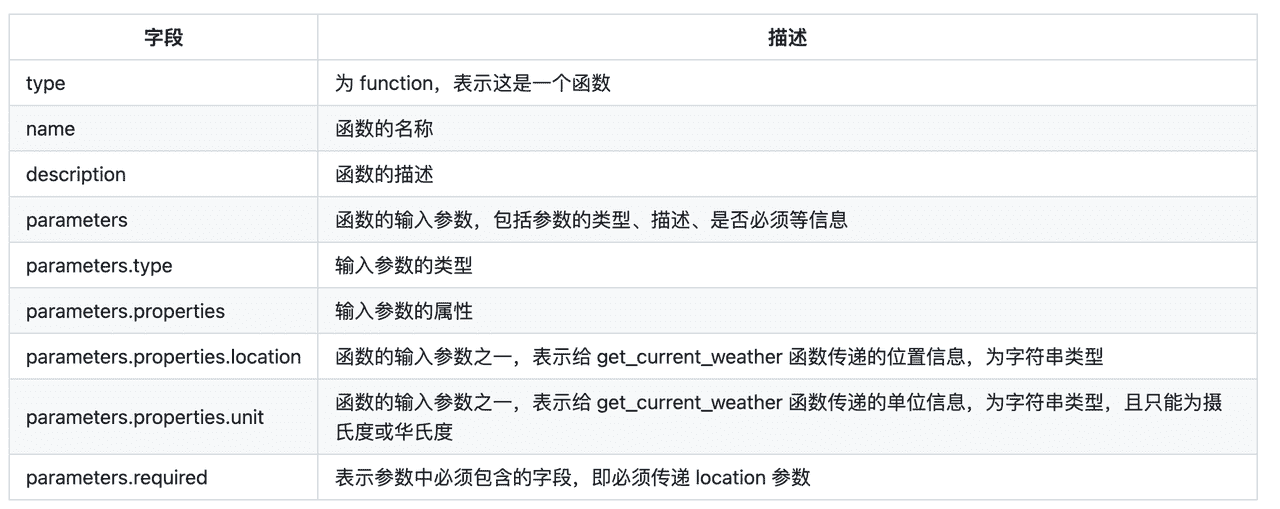 字段 描述
type 为 function，表示这是一个函数
name 函数的名称
description 函数的描述
parameters 函数的输入参数，包括参数的类型、描述、是否必须等信息
parameters.type 输入参数的类型
parameters.properties 输入参数的属性
parameters.properties.location 函数的输入参数之一，表示给 get_current_weather 函数传递的位置信息，为字符串类型
parameters.properties.unit 函数的输入参数之一，表示给 get_current_weather 函数传递的单位信息，为字符串类型，且只能为摄
氏度或华氏度
parameters.required 表示参数中必须包含的字段，即必须传递 location 参数